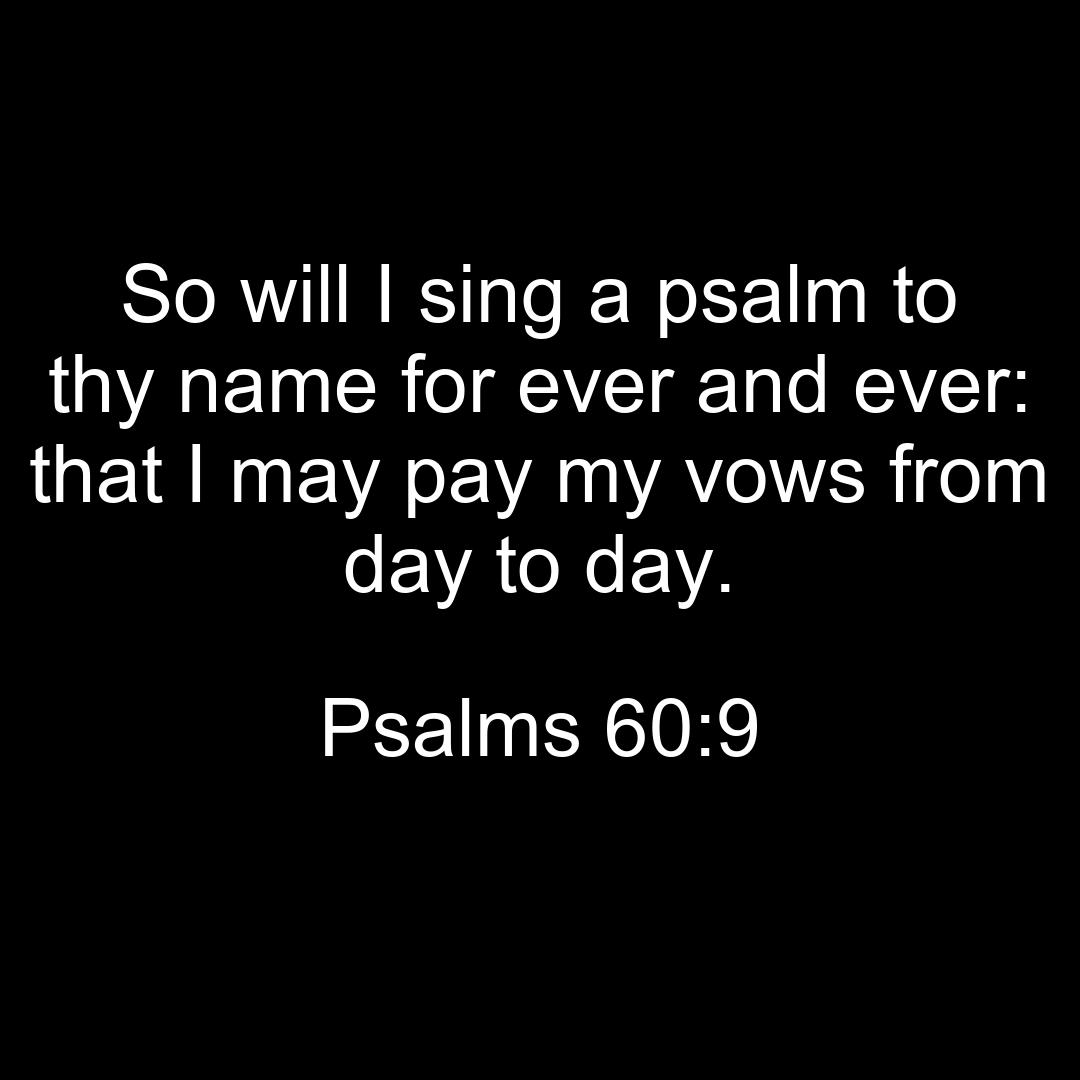 So will I sing a psalm to
thy name for ever and ever:
that I may pay my vows from
day to day.
Psalms 60:9